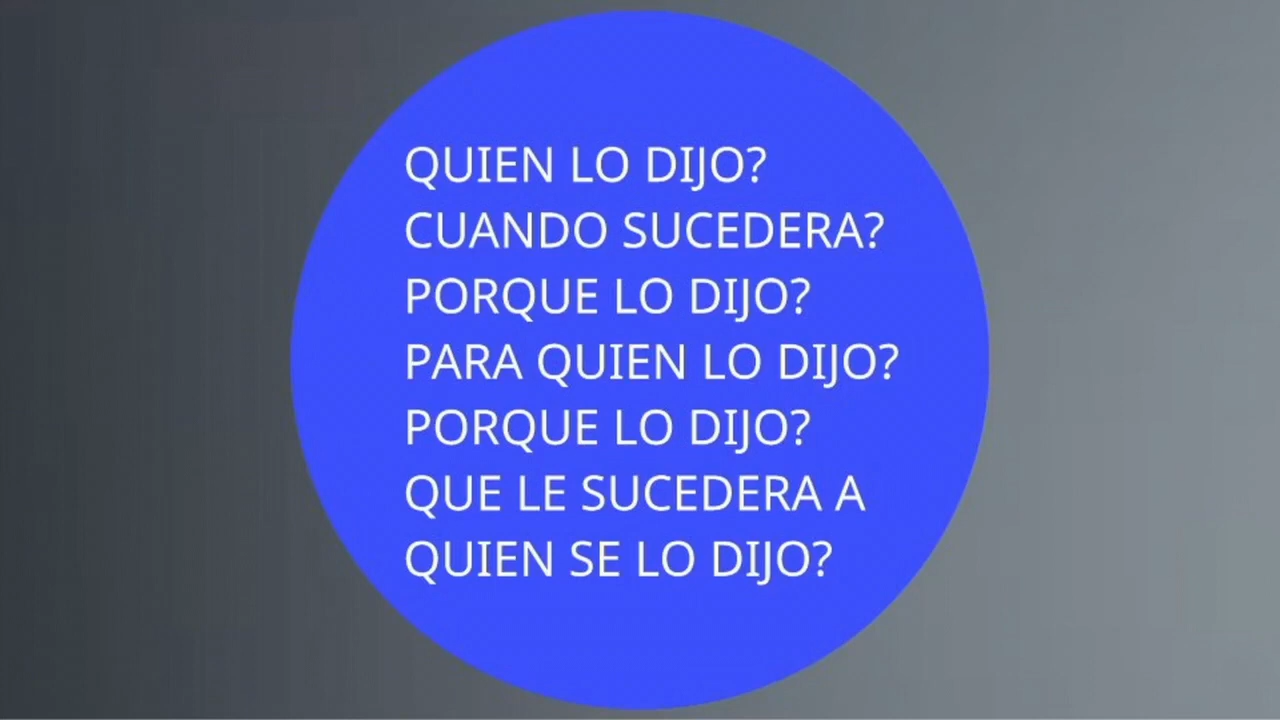 QUIEN LO DIJO?
CUANDO SUCEDERA?
PORQUE LO DIJO?
PARA QUIEN LO DIJO?
PORQUE LO DIJO?
QUE LE SUCEDERA A
QUIEN SE LO DIJO?